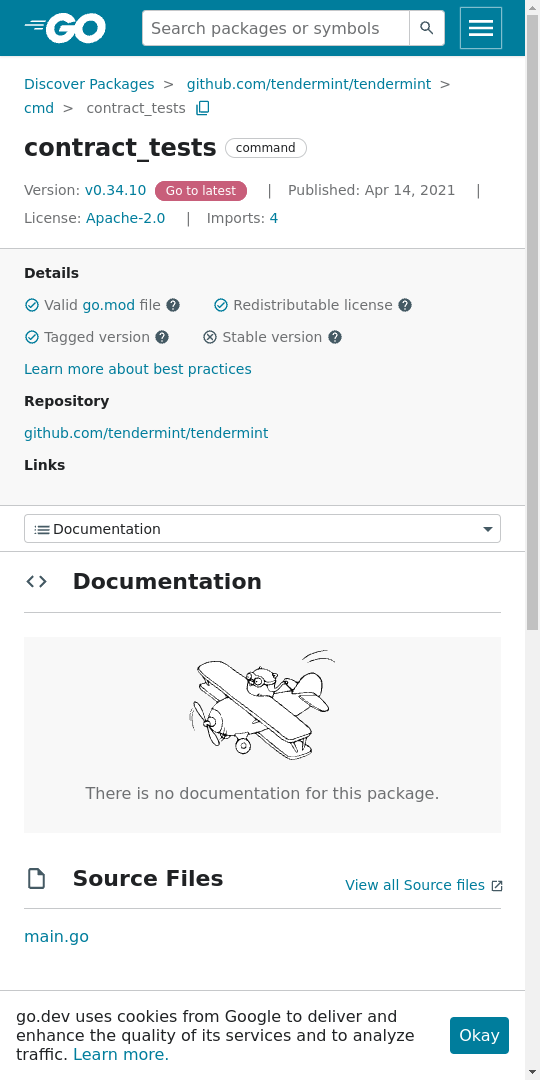 GO
Search packages or symbols
Discover Packages > github.com/tendermint/tendermint >
cmd > contract_tests
contract_tests command
Version: v0.34.10 Go to latest | Published: Apr 14, 2021 |
License: Apache-2.0 | Imports: 4
Details
Valid go.mod file Redistributable license
Tagged version Stable version
Learn more about best practices
Repository
github.com/tendermint/tendermint
Links
Documentation
Documentation
There is no documentation for this package.
Source Files View all Source files
main.go
go.dev uses cookies from Google to deliver and
enhance the quality of its services and to analyze
traffic. Learn more.
Okay